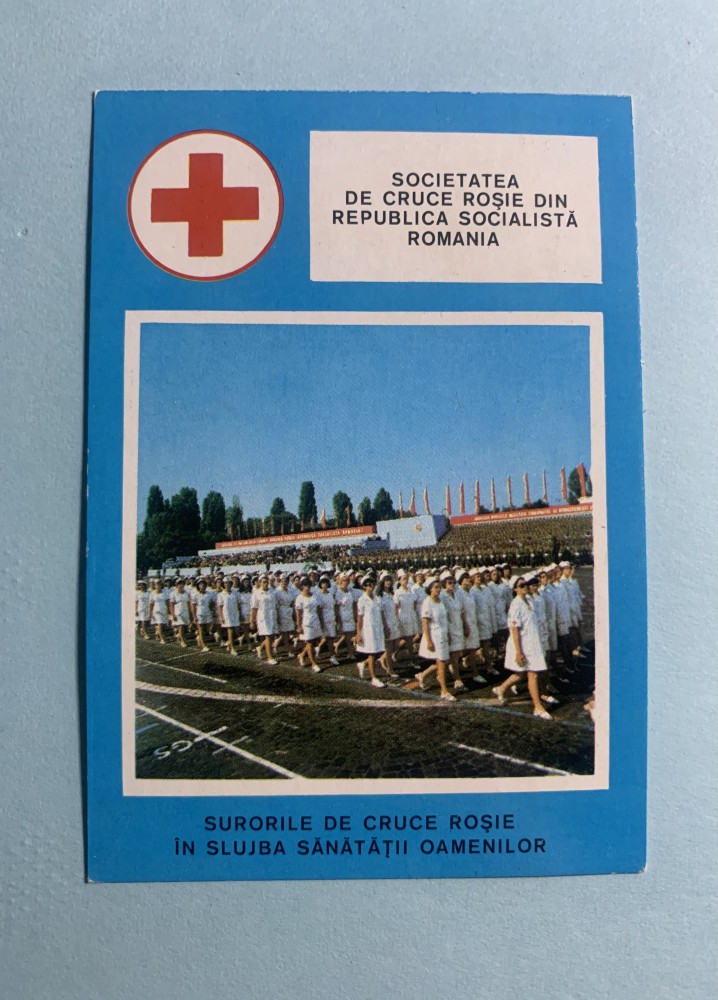 SOCIETATEA
DE CRUCE ROȘIE DIN
REPUBLICA SOCIALISTĂ
ROMANIA
SURORILE DE CRUCE ROȘIE
ÎN SLUJBA SĂNĂTĂȚII OAMENILOR